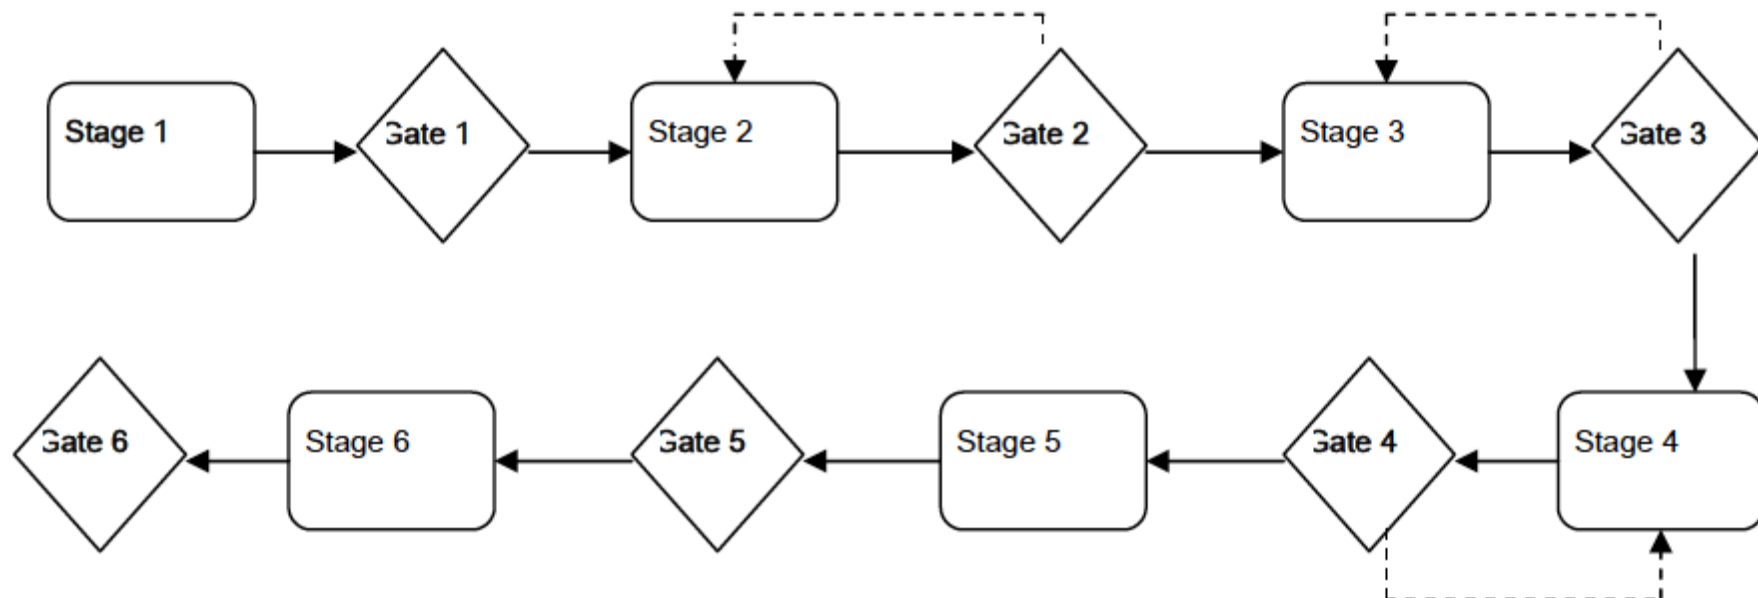 Stage 1
Gate 1
Stage 2
Gate 2
Stage 3
Gate 3
Gate 6
Stage 6
Gate 5
Stage 5
Gate 4
Stage 4